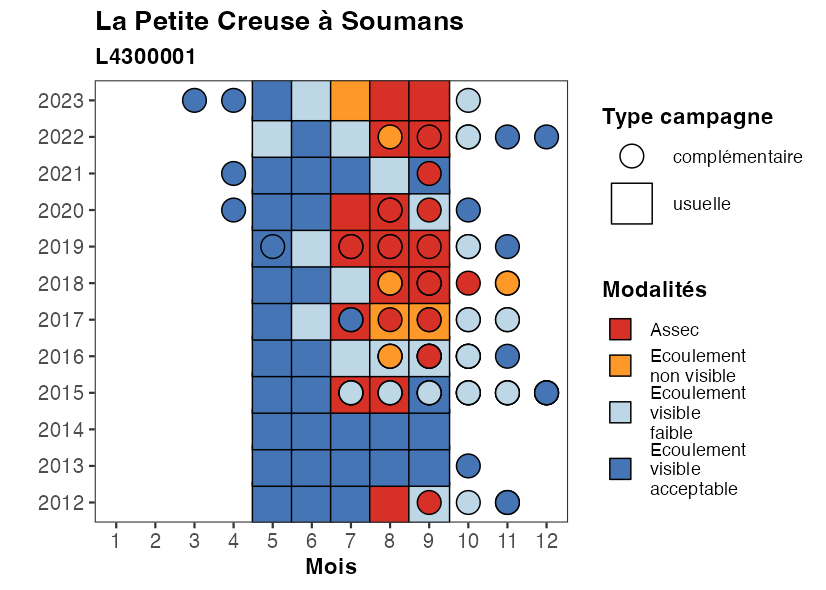 La Petite Creuse à Soumans
L4300001
2023
2022
2021
2020
2019
2018
2017
2016
2015
2014
2013
2012
1 2 3 4 5 6 7 8 9 10 11 12
Mois
Type campagne
complémentaire
usuelle
Modalités
Assec
Ecoulement
non visible
Ecoulement
visible
faible
Ecoulement
visible
acceptable